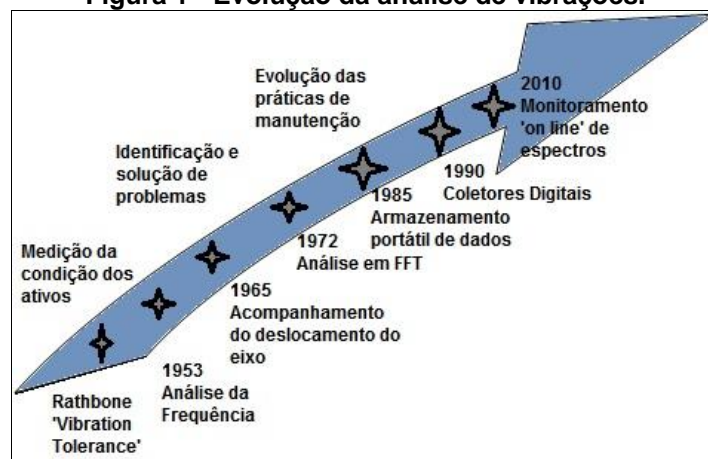 Figura 1 - Evolução da análise de vibrações.
Evolução das
práticas de
manutenção
Identificação e
solução de
problemas
Medição da
condição dos
ativos
Rathbone
'Vibration
Tolerance'
1953
Análise da
Frequência
1965
Acompanhamento
do deslocamento do
eixo
1972
Análise em FFT
1985
Armazenamento
portátil de dados
1990
Coletores Digitais
2010
Monitoramento
'on line' de
espectros